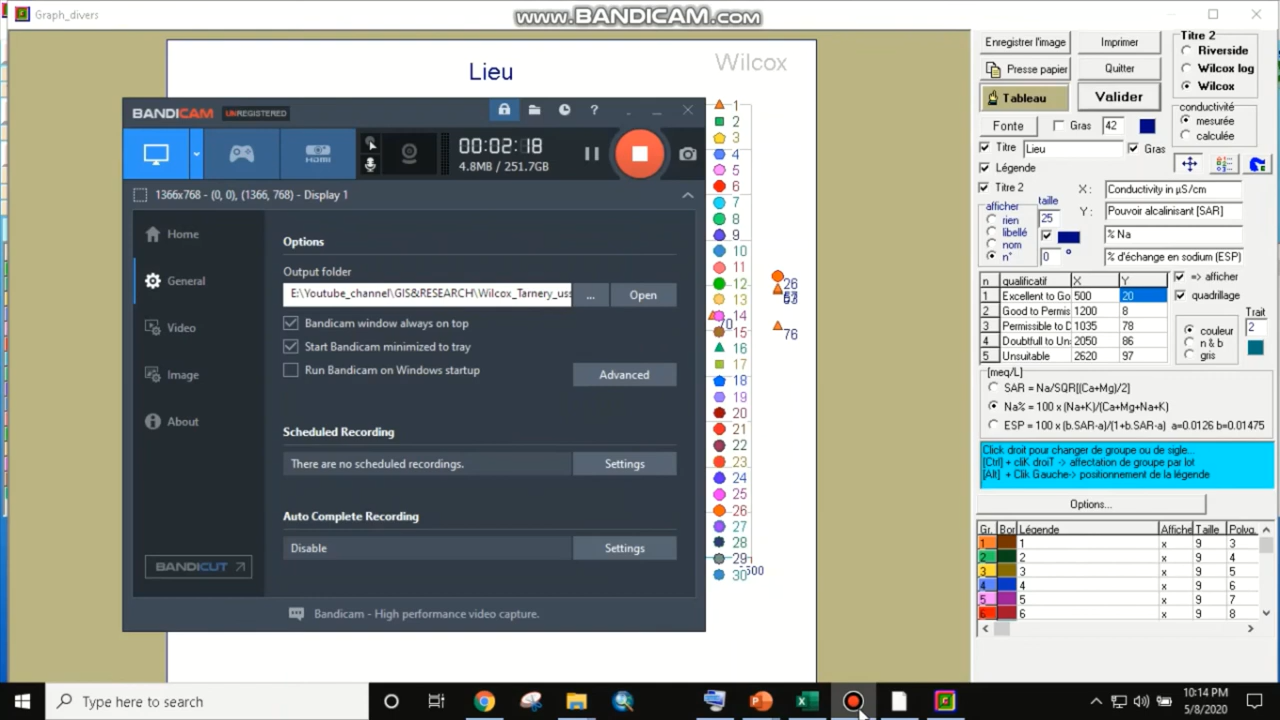 Graph_divers
www.BANDICAM.com
Lieu
Wilcox
BANDICAM UNREGISTERED
?
HDMI
00:02:18
4.8MB / 251.7GB
1366x768 - (0, 0), (1366, 768) - Display 1
Home
General
Video
Image
About
BANDICUT
Options
Output folder
E:\Youtube_channel\GIS&RESEARCH\Wilcox_Tarnery_uss
...
Open
Bandicam window always on top
Start Bandicam minimized to tray
Run Bandicam on Windows startup
Advanced
Scheduled Recording
There are no scheduled recordings.
Settings
Auto Complete Recording
Disable
Settings
Bandicam - High performance video capture.
1
2
3
4
5
6
7
8
9
10
11
12
13
14
15
16
17
18
19
20
21
22
23
24
25
26
27
28
29
30
70
26
76
Enregistrer l'image
Imprimer
Presse papier
Quitter
Tableau
Valider
Fonte
Gras
42
Titre
Lieu
Gras
Légende
Titre 2
Titre 2
Riverside
Wilcox log
Wilcox
conductivité
mesurée
calculée
X :
Conductivity in µS/cm
Y :
Pouvoir alcalinisant [SAR]
% Na
% d'échange en sodium (ESP)
afficher
rien
libellé
nom
n°
taille
25
0
°
n qualificatif X Y
1 Excellent to Go 500 20
2 Good to Permis 1200 8
3 Permissible to D 1035 78
4 Doubtfull to Un: 2050 86
5 Unsuitable 2620 97
=> afficher
quadrillage
couleur
n & b
gris
Trait
2
[meq/L]
SAR = Na/SQR[(Ca+Mg)/2]
Na% = 100 x (Na+K)/(Ca+Mg+Na+K)
ESP = 100 x (b.SAR-a)/(1+b.SAR-a) a=0.0126 b=0.01475
Click droit pour changer de groupe ou de sigle...
[Ctrl] + cliK droiT -> affectation de groupe par lot
[Alt] + Clik Gauche-> positionnement de la légende
Options...
Gr. Bor Légende Affiche Taille Polyg
1 1 x 9 3
2 2 x 9 4
3 3 x 9 5
4 4 x 9 6
5 5 x 9 7
6 6 x 9 8
Type here to search
10:14 PM
5/8/2020